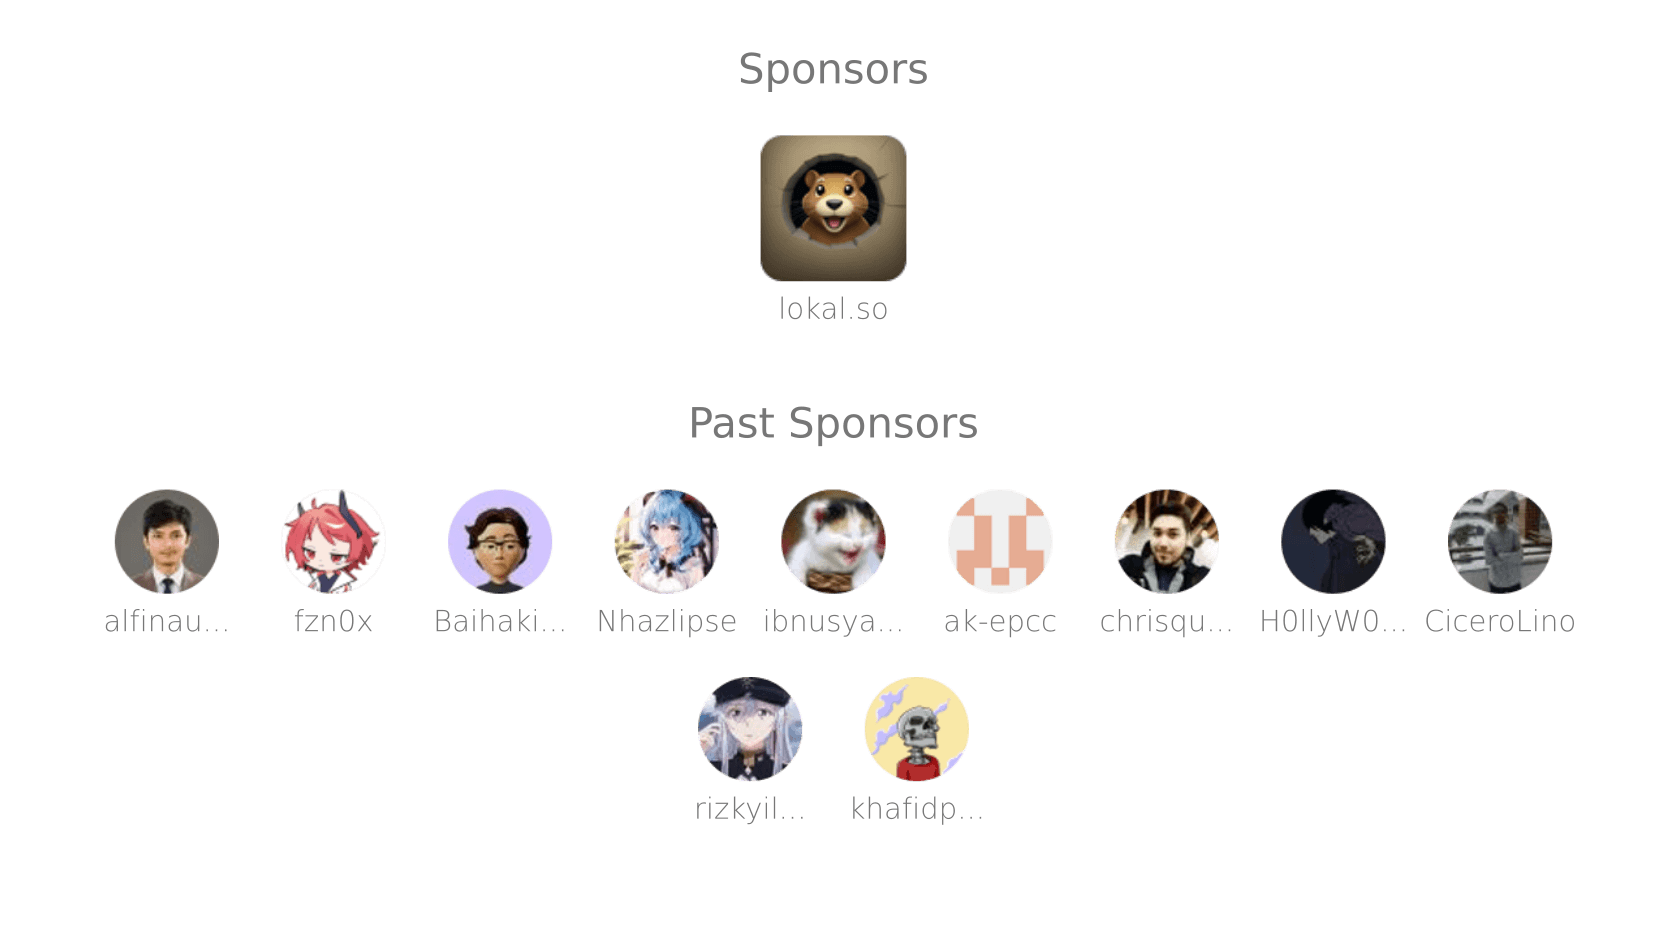 Sponsors
lokal.so
Past Sponsors
alfinau... fzn0x Baihaki... Nhazlipse ibnusya... ak-epcc chrisqu... H0llyW0... CiceroLino
rizkyil... khafidp...